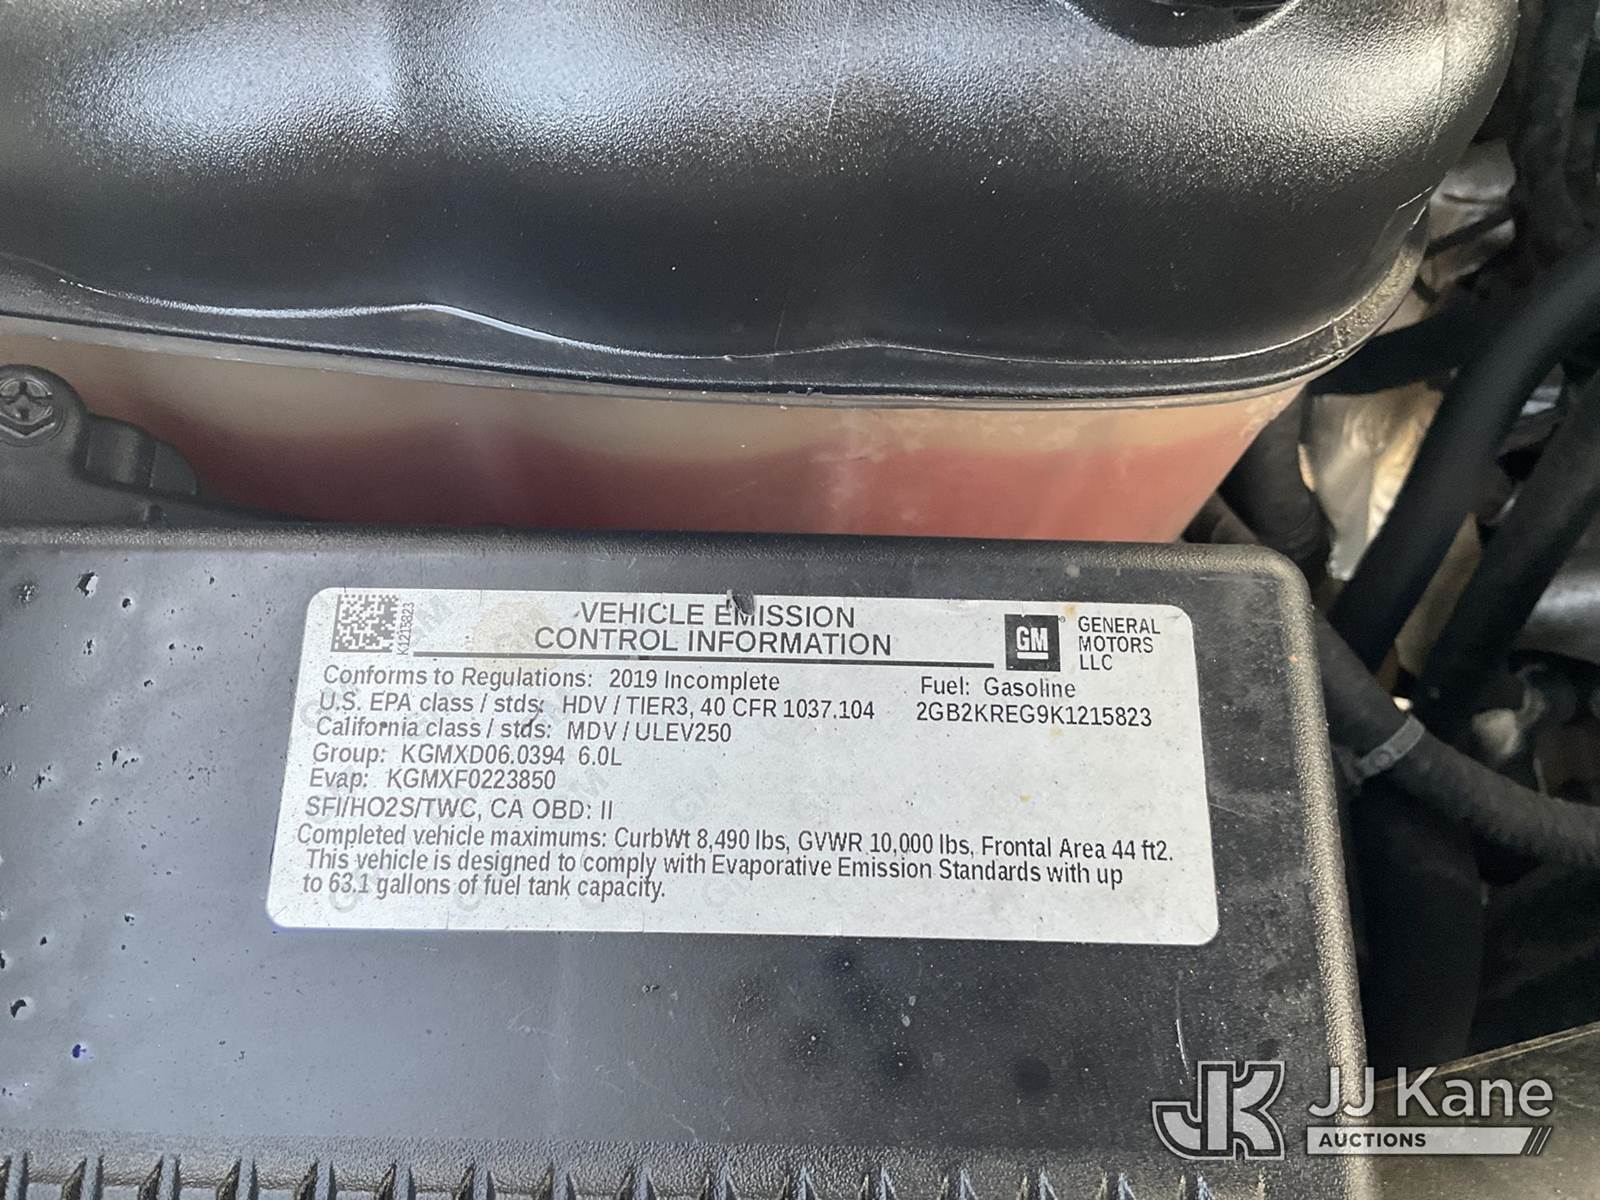 K1215823
VEHICLE EMISSION
CONTROL INFORMATION
GM
GENERAL
MOTORS
LLC
Conforms to Regulations: 2019 Incomplete
Fuel: Gasoline
U.S. EPA class / stds: HDV / TIER3, 40 CFR 1037.104
2GB2KREG9K1215823
California class / stds: MDV / ULEV250
Group: KGMXD06.0394 6.0L
Evap: KGMXF0223850
SFI/HO2S/TWC, CA OBD: II
Completed vehicle maximums: CurbWt 8,490 lbs, GVWR 10,000 lbs, Frontal Area 44 ft2.
This vehicle is designed to comply with Evaporative Emission Standards with up
to 63.1 gallons of fuel tank capacity.
JK JJ Kane
AUCTIONS